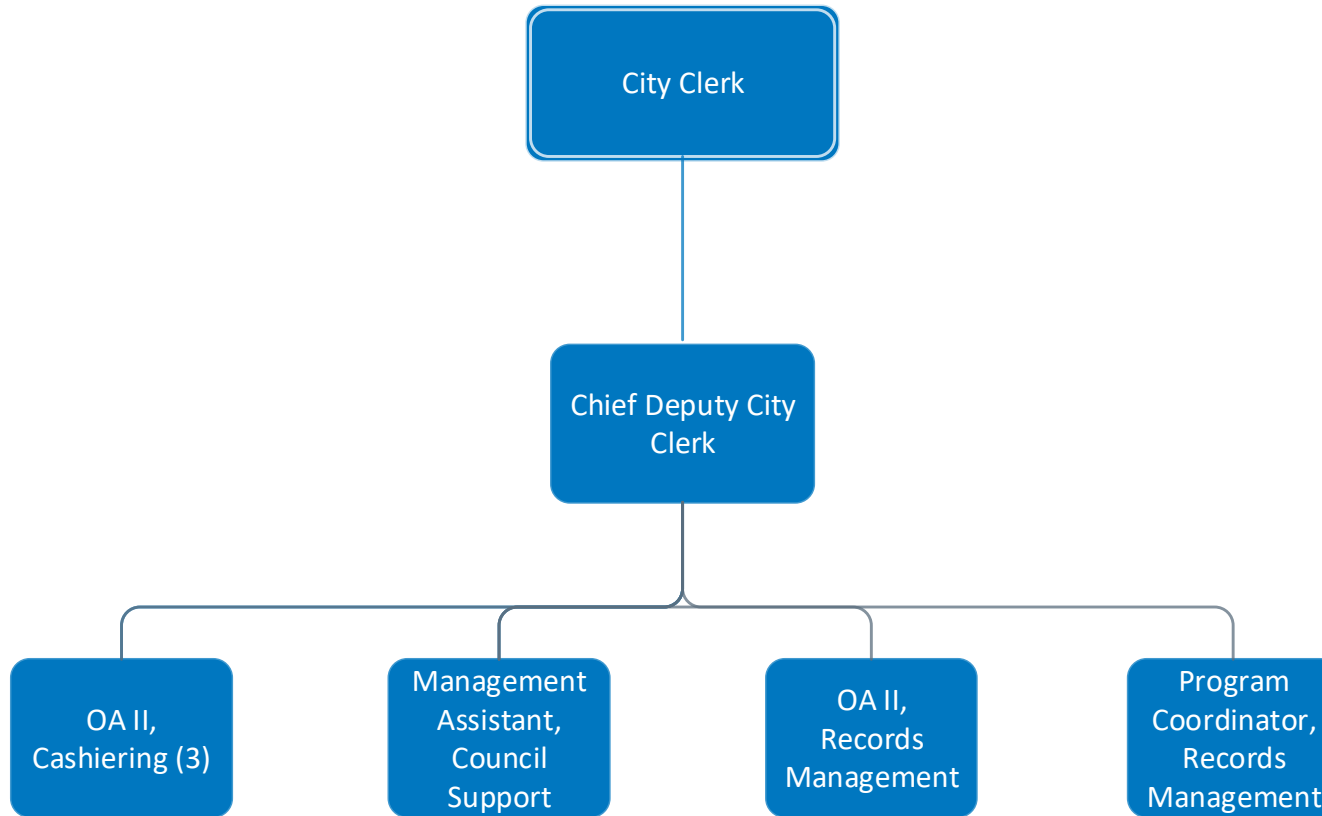 City Clerk
Chief Deputy City
Clerk
OA II,
Cashiering (3)
Management
Assistant,
Council
Support
OA II,
Records
Management
Program
Coordinator,
Records
Management